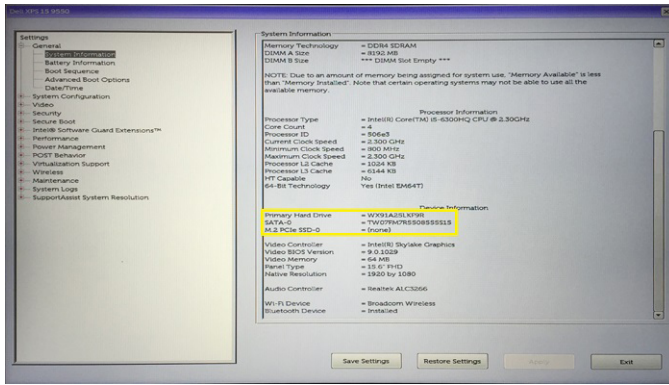 Dell XPS 15 9550
Settings
General
System Information
Battery Information
Boot Sequence
Advanced Boot Options
Date/Time
System Configuration
Video
Security
Secure Boot
Intel® Software Guard Extensions™
Performance
Power Management
POST Behavior
Virtualization Support
Wireless
Maintenance
System Logs
SupportAssist System Resolution
System Information
Memory Technology = DDR4 SDRAM
DIMM A Size = 8192 MB
DIMM B Size *** DIMM Slot Empty ***
NOTE: Due to an amount of memory being assigned for system use, "Memory Available" is less
than "Memory Installed". Note that certain operating systems may not be able to use all the
available memory.
Processor Information
Processor Type = Intel(R) Core(TM) i5-6300HQ CPU @ 2.30GHz
Core Count = 4
Processor ID = 506e3
Current Clock Speed = 2.300 GHz
Minimum Clock Speed = 800 MHz
Maximum Clock Speed = 2.300 GHz
Processor L2 Cache = 1024 KB
Processor L3 Cache = 6144 KB
HT Capable No
64-Bit Technology Yes (Intel EM64T)
Device Information
Primary Hard Drive
SATA-0
M.2 PCIe SSD-0 = (none)
Video Controller = Intel(R) Skylake Graphics
Video BIOS Version = 9.0.1029
Video Memory = 64 MB
Panel Type = 15.6" FHD
Native Resolution = 1920 by 1080
Audio Controller = Realtek ALC3266
Wi-Fi Device = Broadcom Wireless
Bluetooth Device = Installed
Save Settings
Restore Settings
Apply
Exit